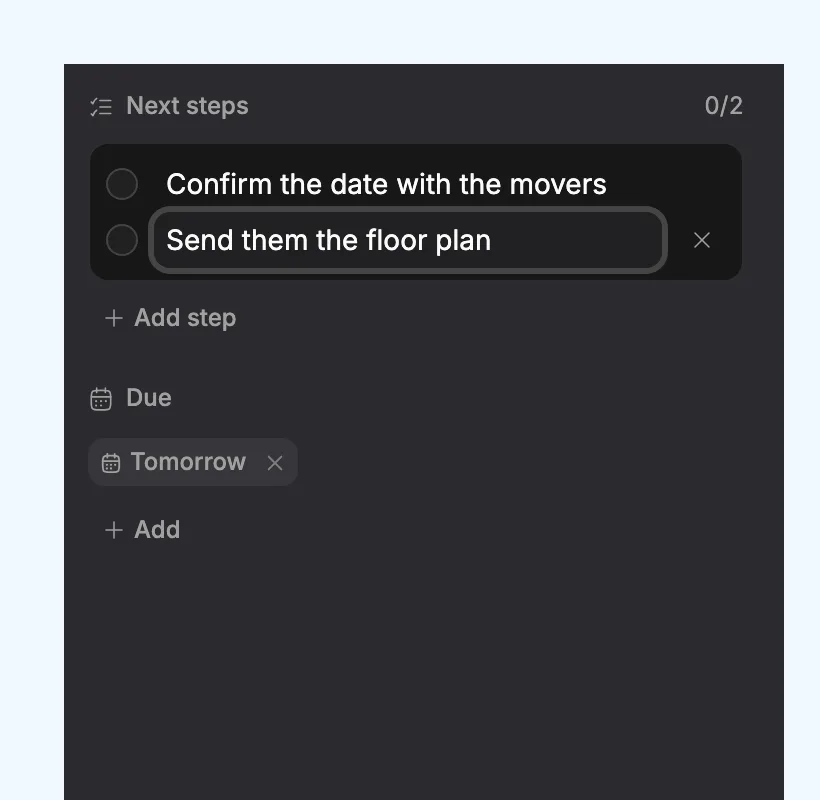 Next steps
0/2
Confirm the date with the movers
Send them the floor plan
Add step
Due
Tomorrow
Add